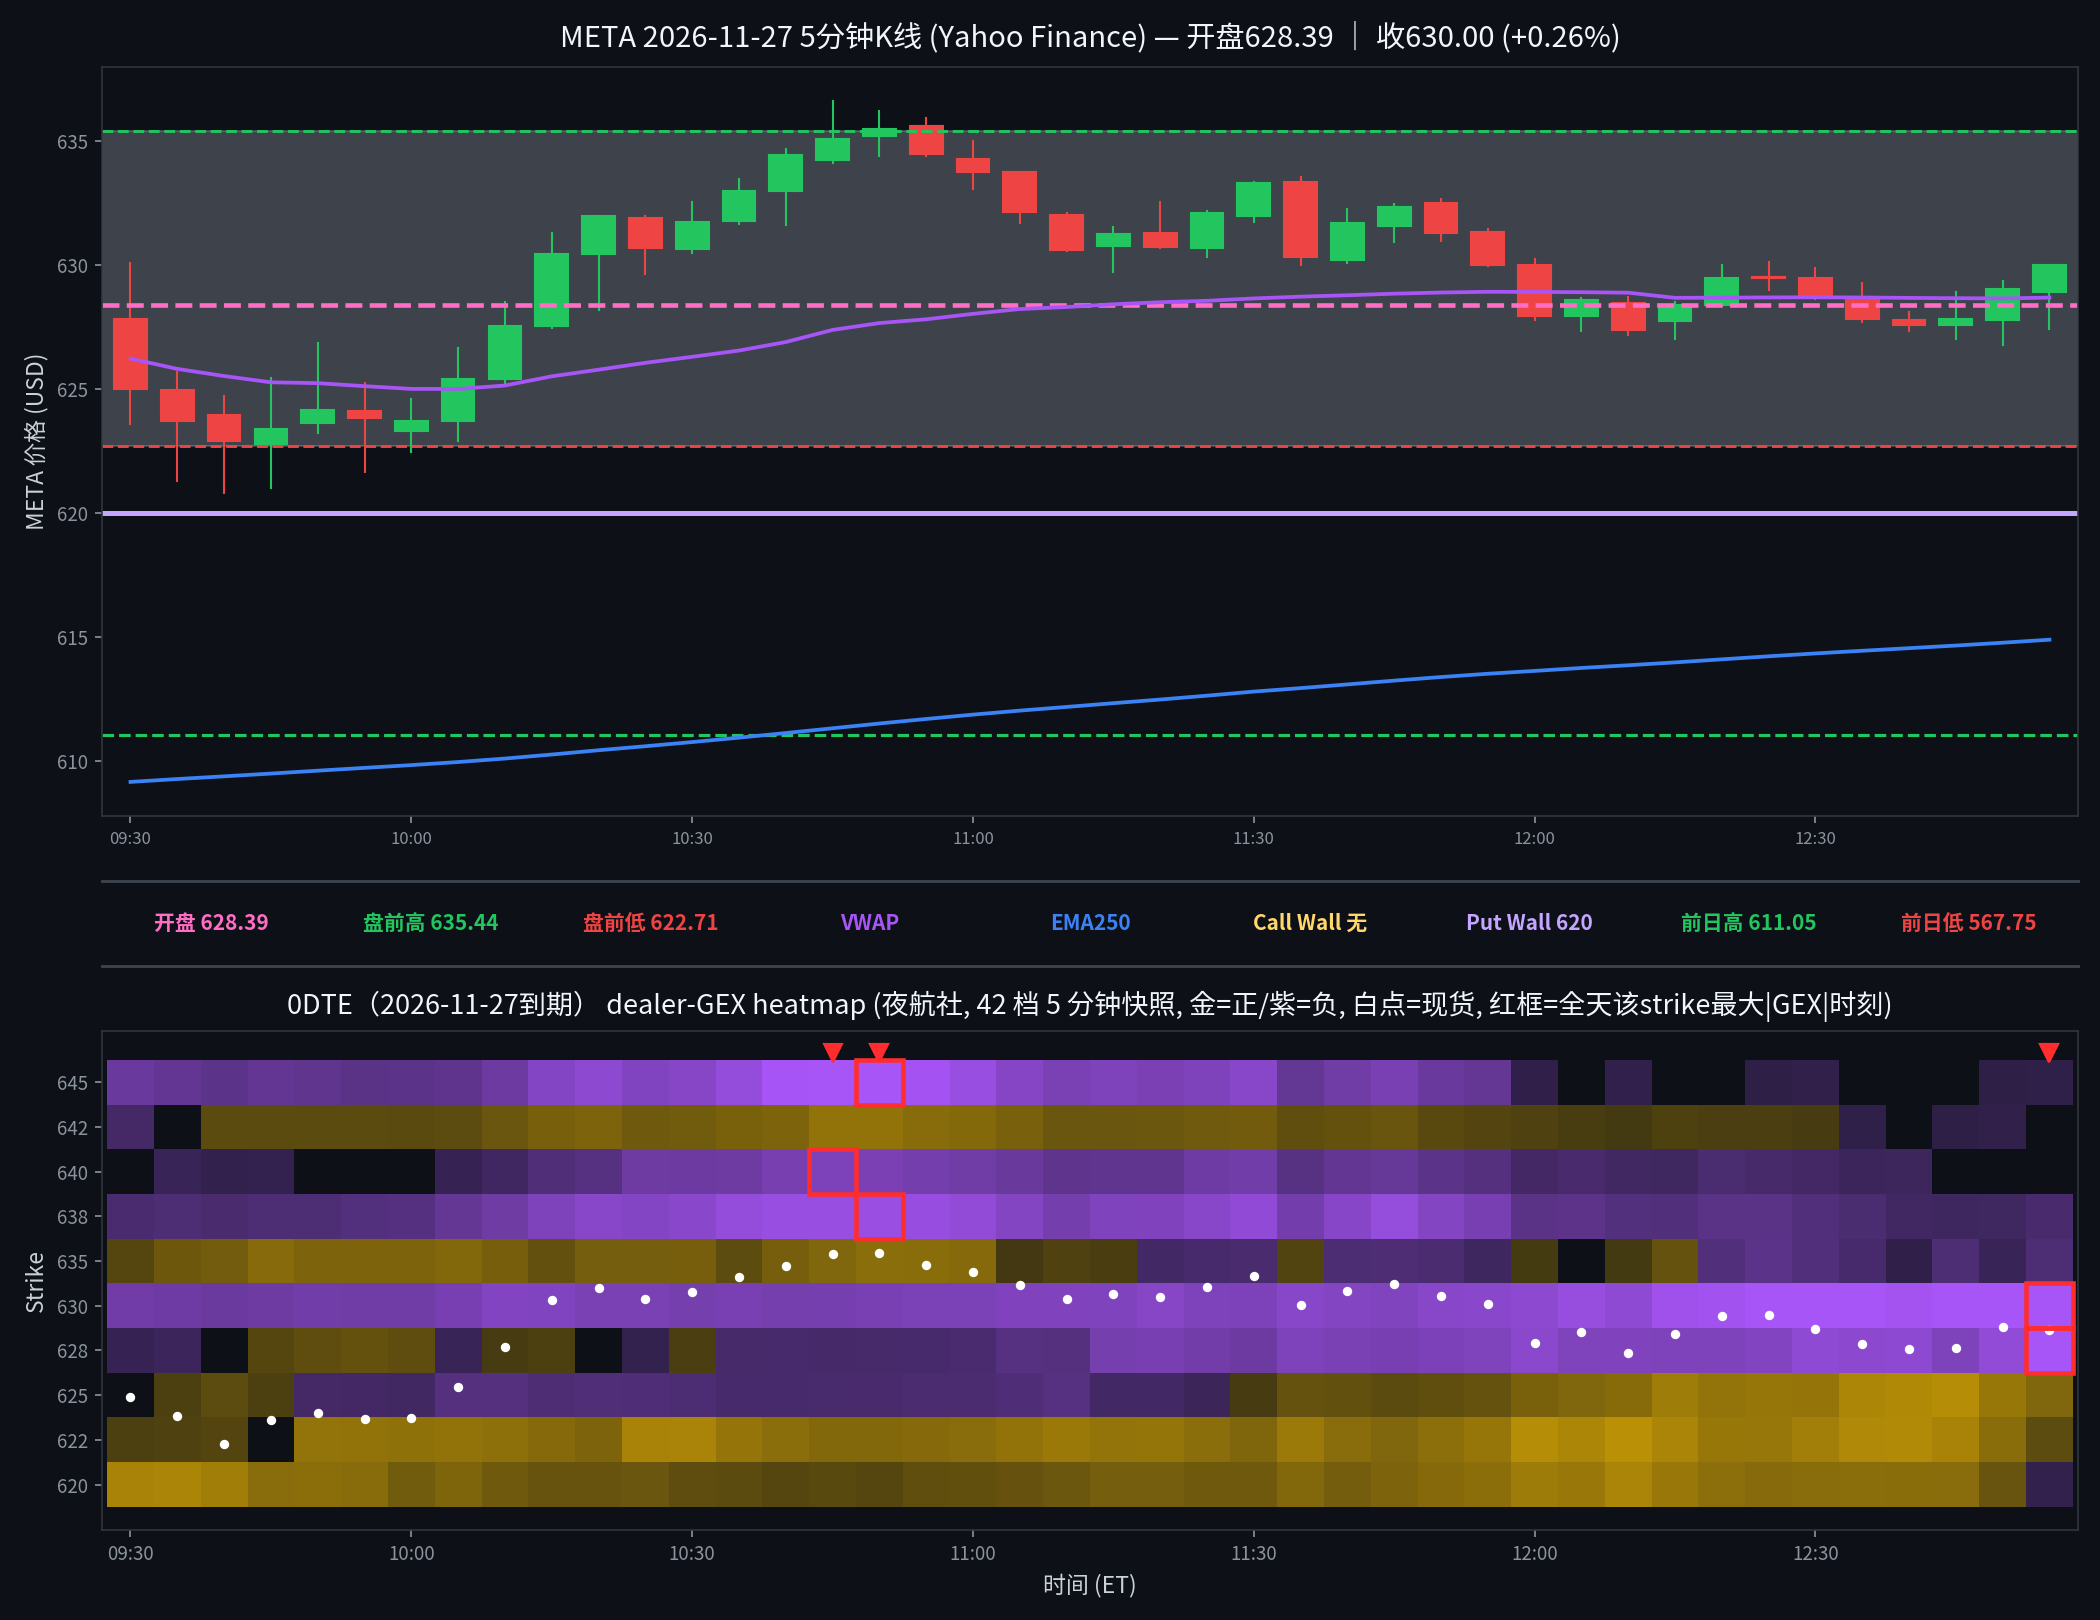 META 2026-11-27 5分钟K线 (Yahoo Finance) — 开盘628.39 ｜ 收630.00 (+0.26%)
META 价格 (USD)
635
630
625
620
615
610
09:30 10:00 10:30 11:00 11:30 12:00 12:30
开盘 628.39 盘前高 635.44 盘前低 622.71 VWAP EMA250 Call Wall 无 Put Wall 620 前日高 611.05 前日低 567.75
0DTE（2026-11-27到期） dealer-GEX heatmap (夜航社, 42 档 5 分钟快照, 金=正/紫=负, 白点=现货, 红框=全天该strike最大|GEX|时刻)
Strike
645
642
640
638
635
630
628
625
622
620
09:30 10:00 10:30 11:00 11:30 12:00 12:30
时间 (ET)